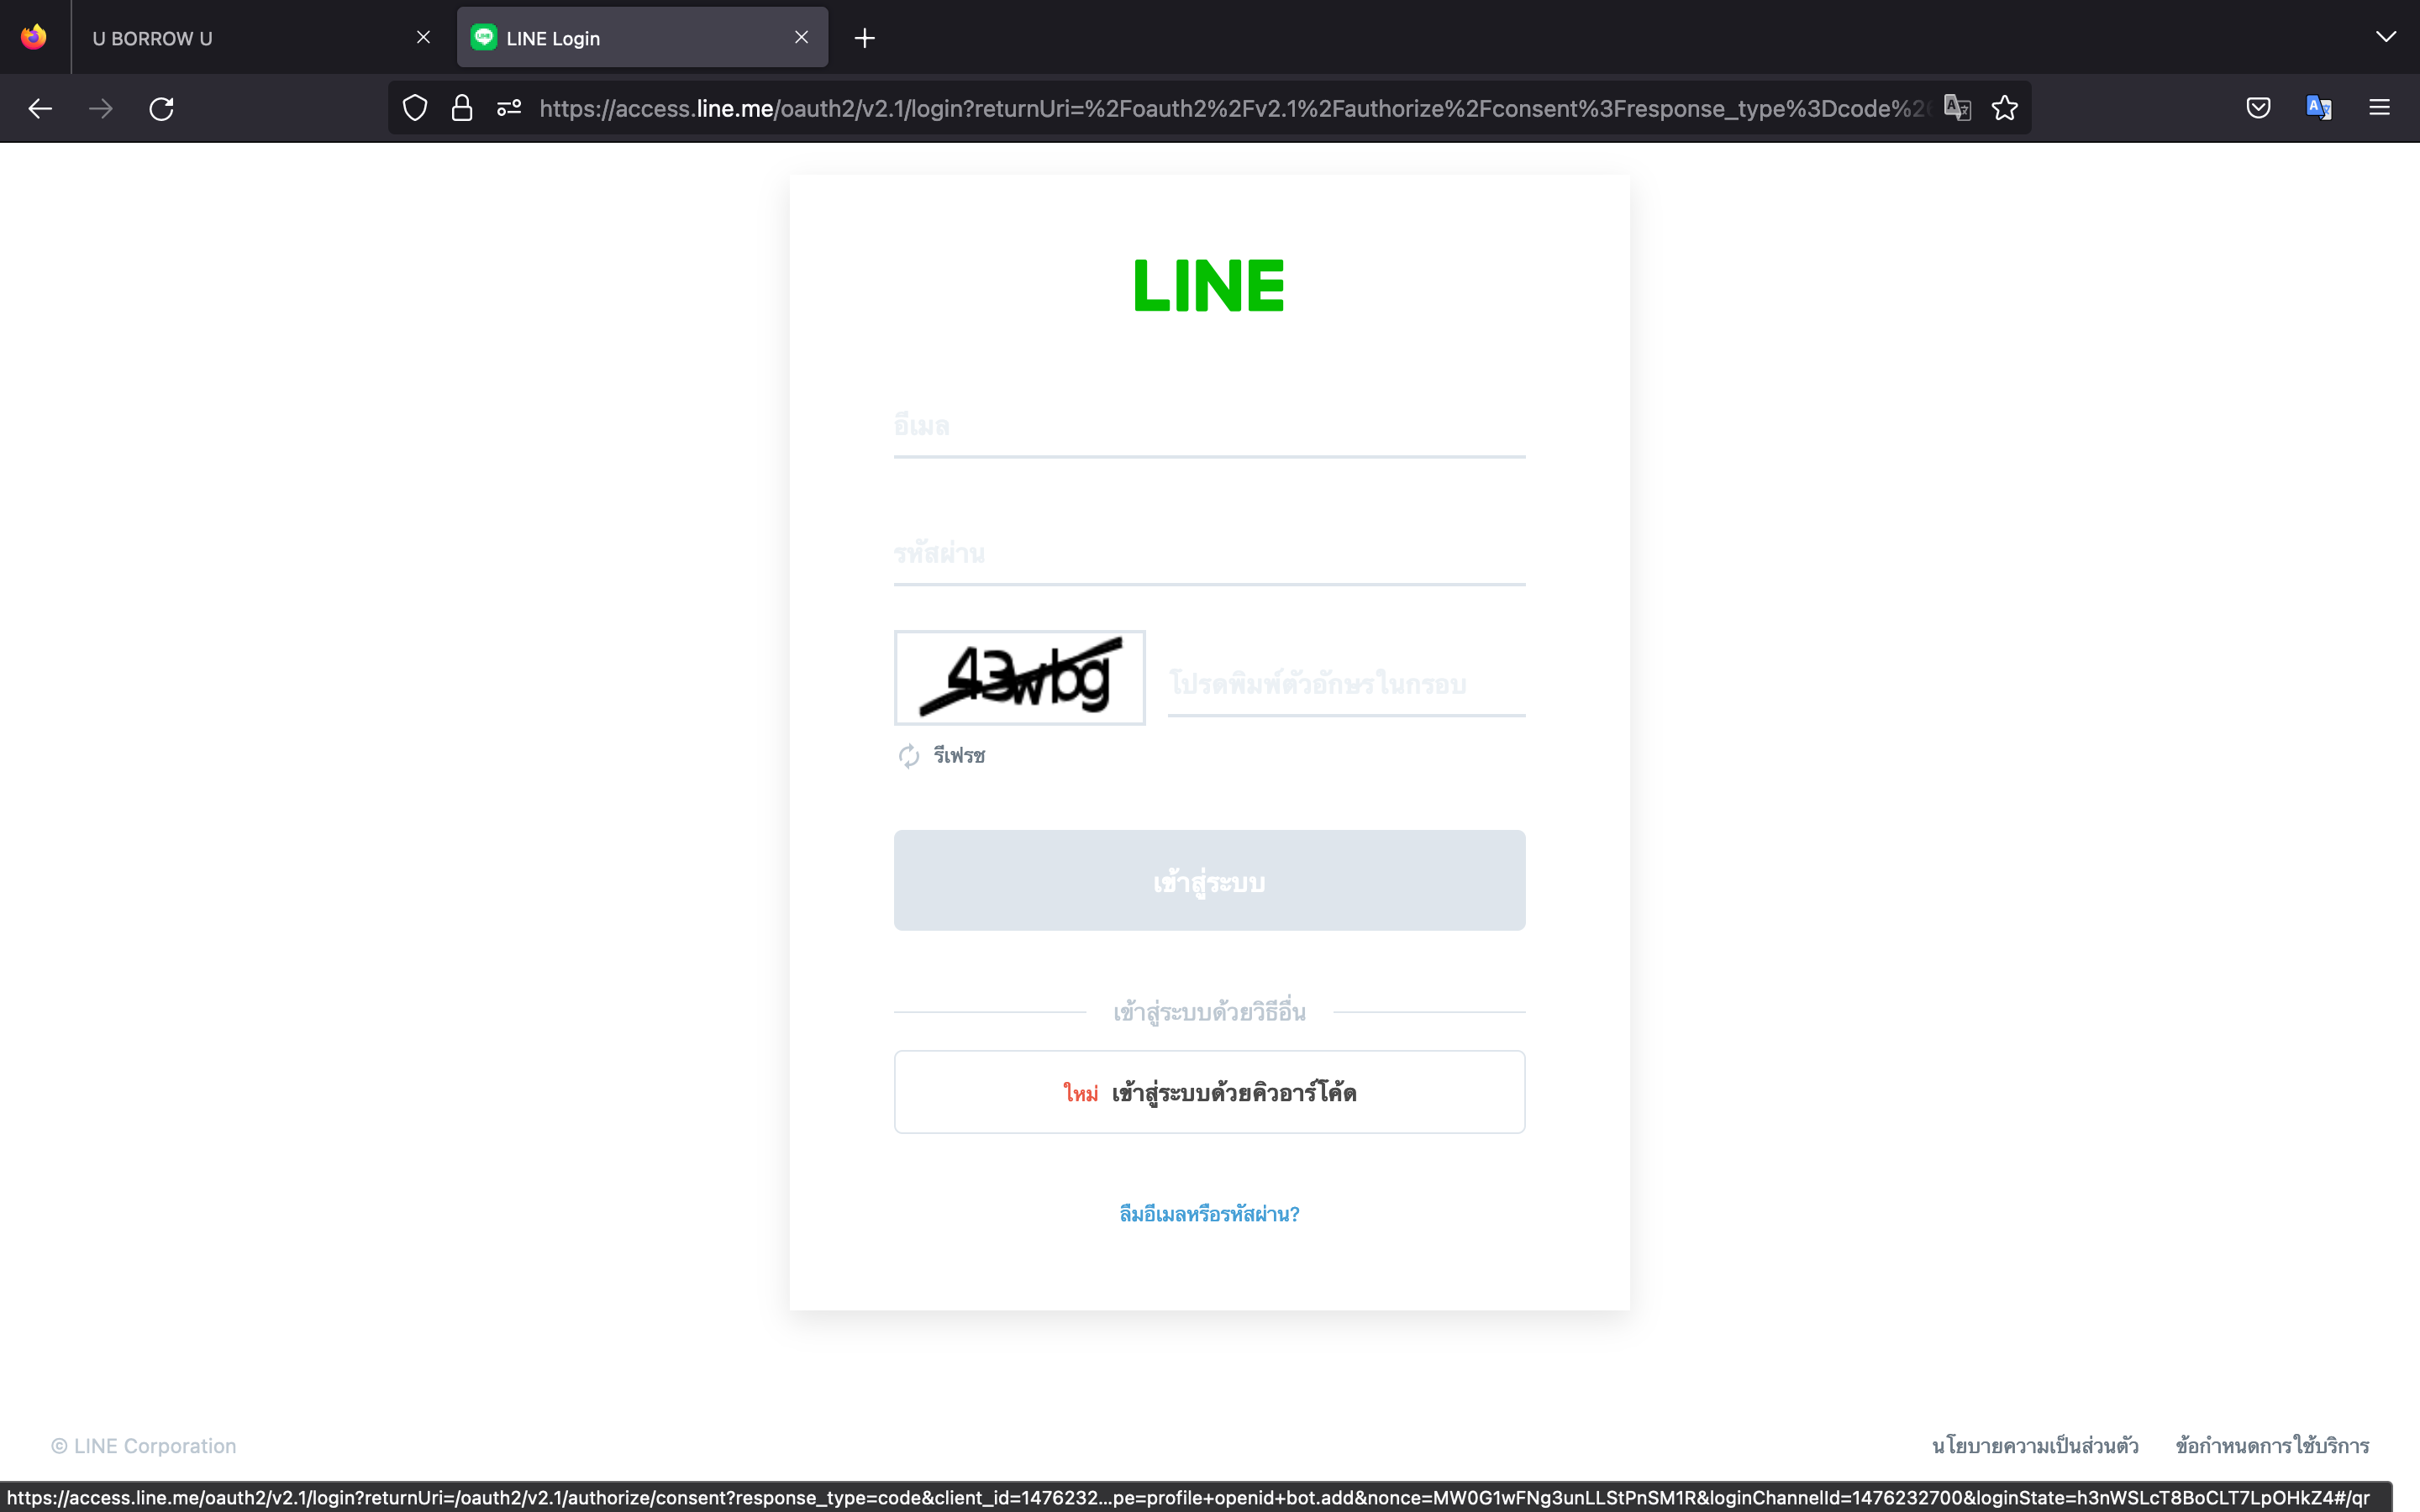 U BORROW U
LINE Login
https://access.line.me/oauth2/v2.1/login?returnUri=%2Foauth2%2Fv2.1%2Fauthorize%2Fconsent%3Fresponse_type%3Dcode%2
LINE
อีเมล
รหัสผ่าน
43wbg
โปรดพิมพ์ตัวอักษรในกรอบ
รีเฟรช
เข้าสู่ระบบ
เข้าสู่ระบบด้วยวิธีอื่น
ใหม่ เข้าสู่ระบบด้วยคิวอาร์โค้ด
ลืมอีเมลหรือรหัสผ่าน?
© LINE Corporation
นโยบายความเป็นส่วนตัว ข้อกำหนดการใช้บริการ
https://access.line.me/oauth2/v2.1/login?returnUri=/oauth2/v2.1/authorize/consent?response_type=code&client_id=1476232...pe=profile+openid+bot.add&nonce=MW0G1wFNg3unLLStPnSM1R&loginChannelId=1476232700&loginState=h3nWSLcT8BoCLT7LpOHkZ4#/qr